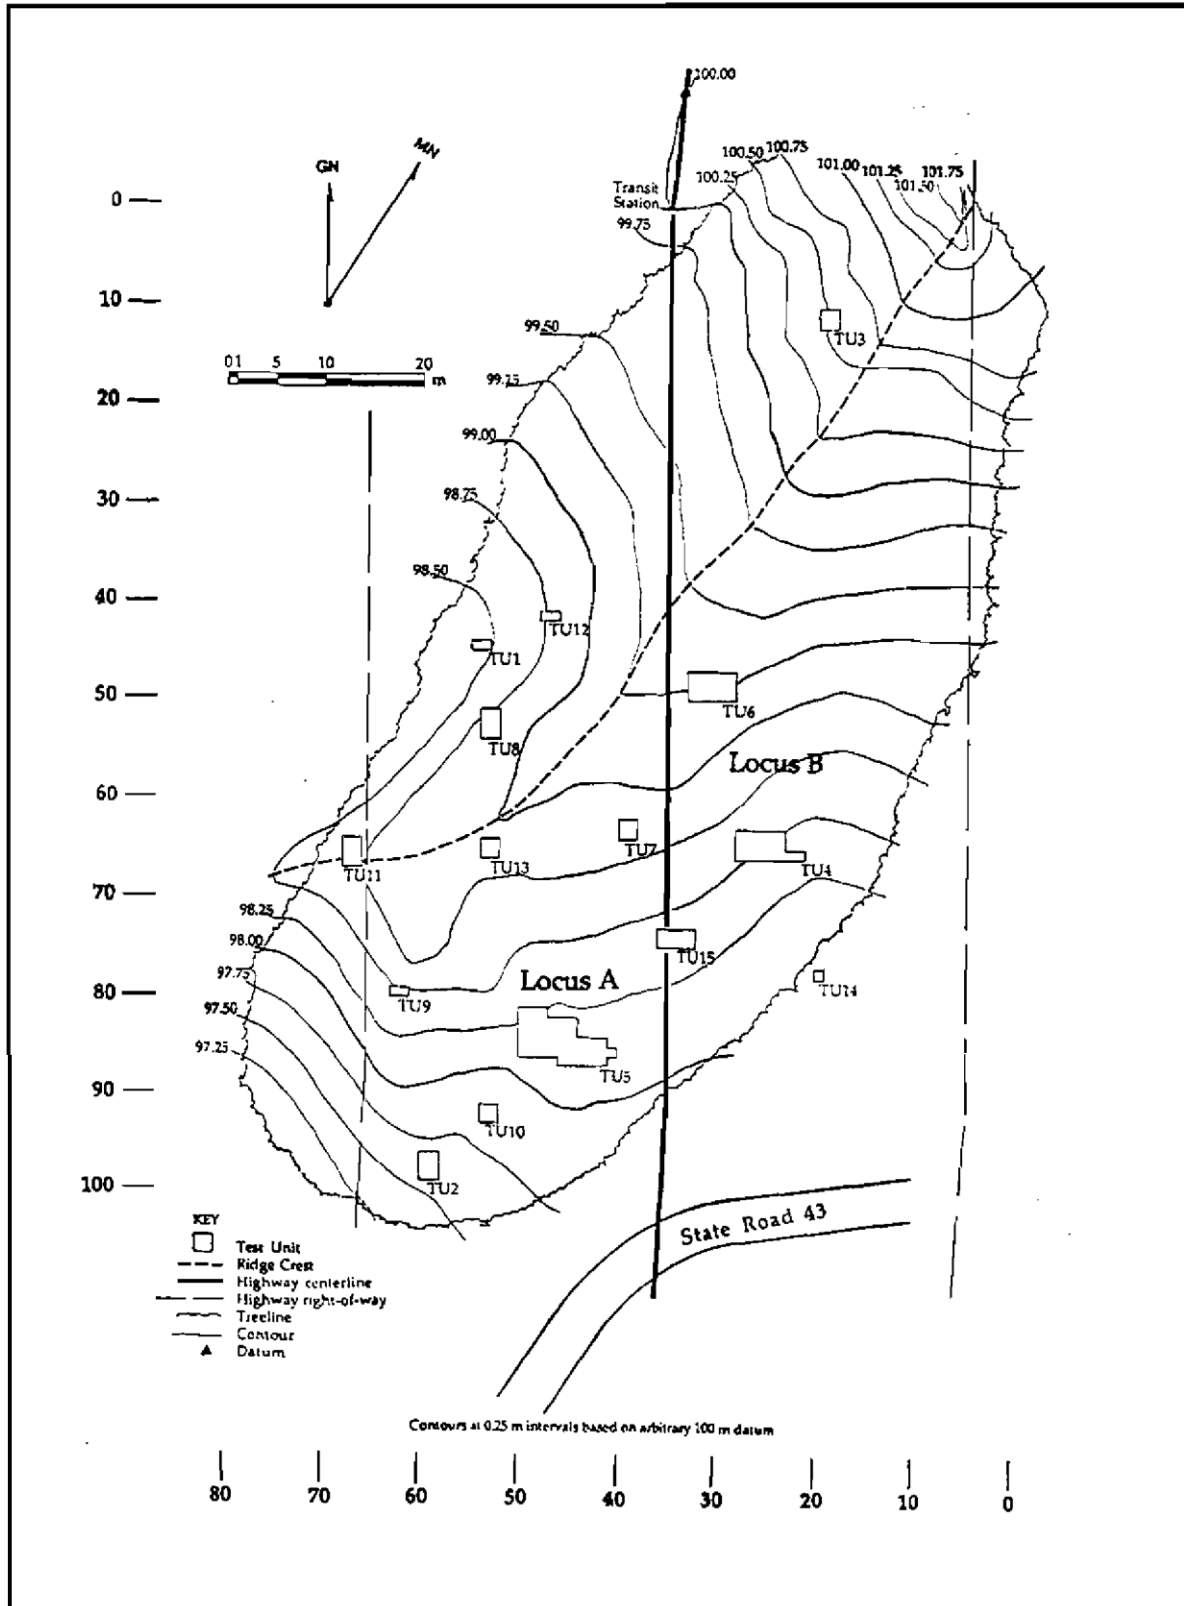 100.00
GN
MN
0
Transit
Station
99.75
100.25
100.50
100.75
101.00
101.25
101.50
101.75
10
TU3
99.50
01 5 10 20
m
99.25
20
99.00
98.75
30
98.50
40
TU12
TU1
50
TU6
TU8
Locus B
60
TU7
TU13
TU4
TU11
70
98.25
98.00
TU15
97.75
Locus A
80
TU14
TU9
97.50
97.25
TU5
90
TU10
100
TU2
State Road 43
KEY
Test Unit
Ridge Crest
Highway centerline
Highway right-of-way
Treeline
Contour
Datum
Contours at 0.25 m intervals based on arbitrary 100 m datum
80 70 60 50 40 30 20 10 0